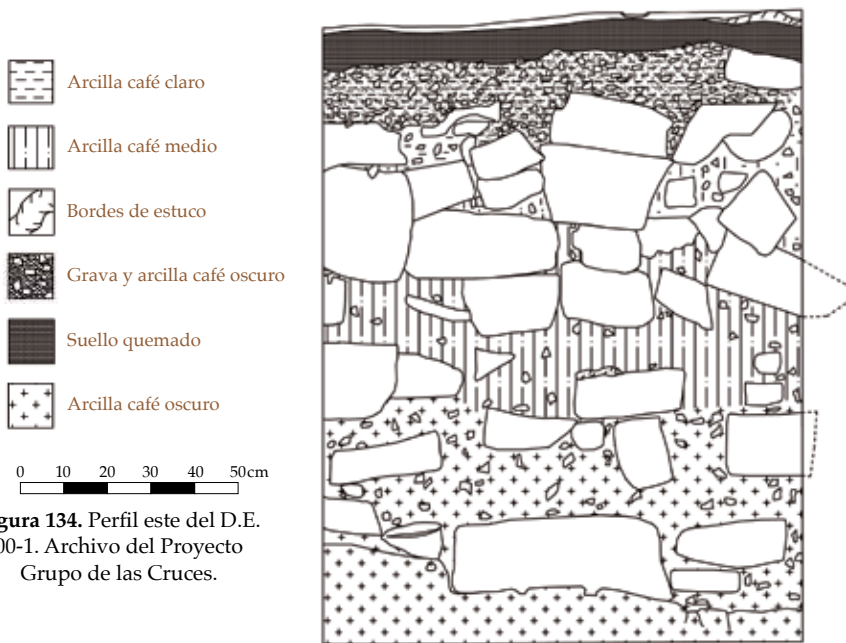 Arcilla café claro
Arcilla café medio
Bordes de estuco
Grava y arcilla café oscuro
Suello quemado
Arcilla café oscuro
0 10 20 30 40 50cm
gura 134. Perfil este del D.E.
00-1. Archivo del Proyecto
Grupo de las Cruces.